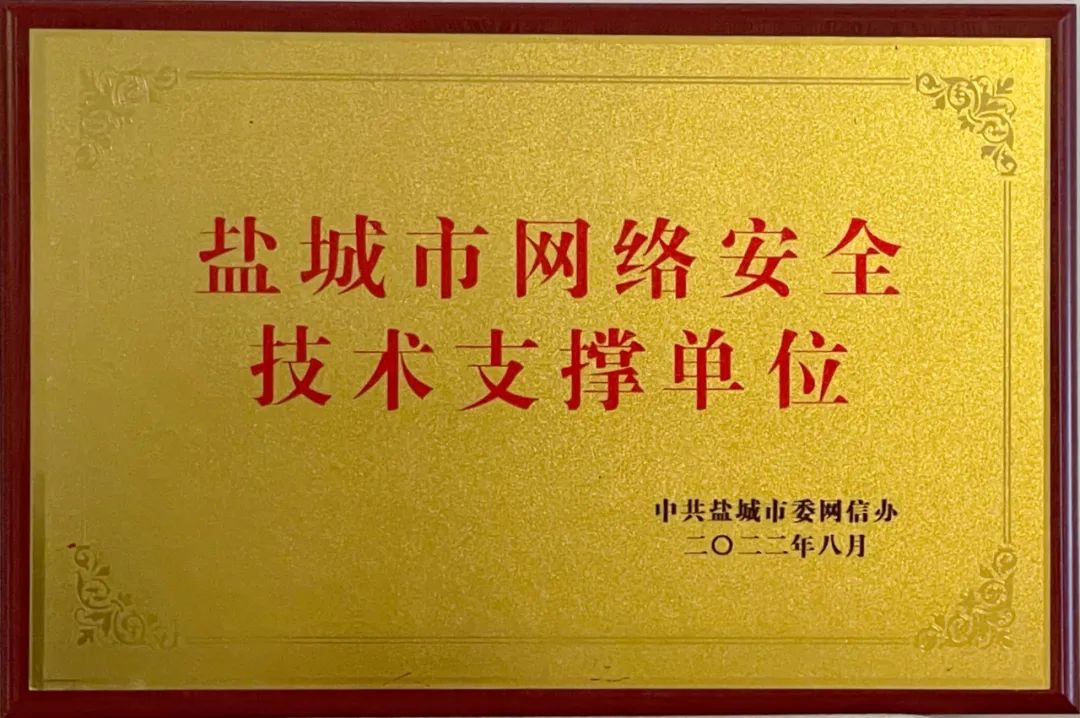 盐城市网络安全
技术支撑单位
中共盐城市委网信办
二〇二二年八月